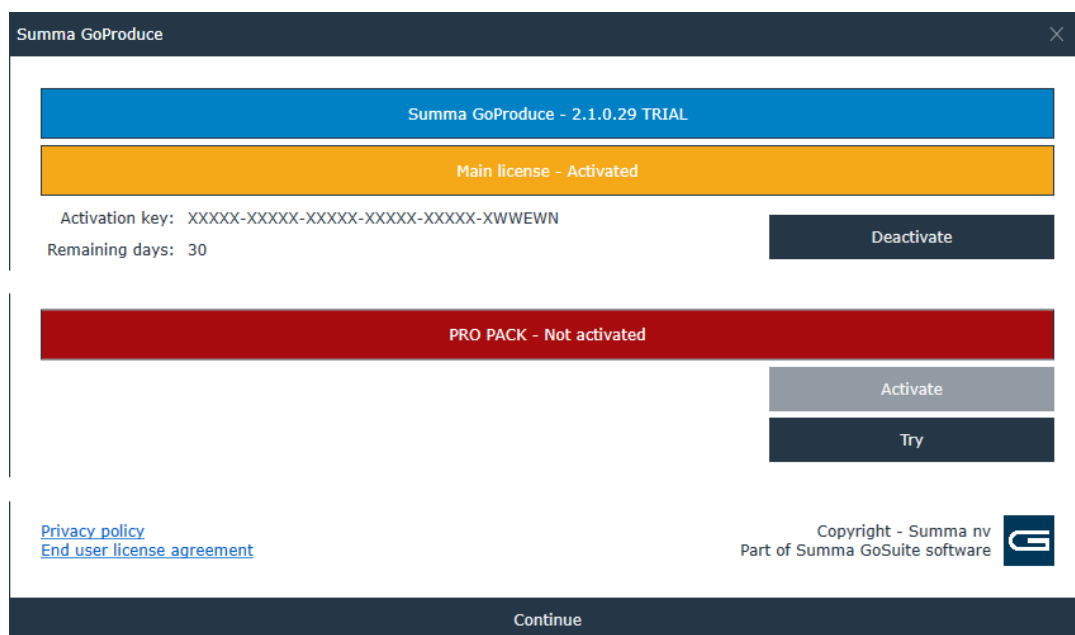 Summa GoProduce
Summa GoProduce - 2.1.0.29 TRIAL
Main license - Activated
Activation key: XXXXX-XXXXX-XXXXX-XXXXX-XXXXX-XWWEWN
Remaining days: 30
Deactivate
PRO PACK - Not activated
Activate
Try
Privacy policy
End user license agreement
Copyright - Summa nv
Part of Summa GoSuite software
Continue